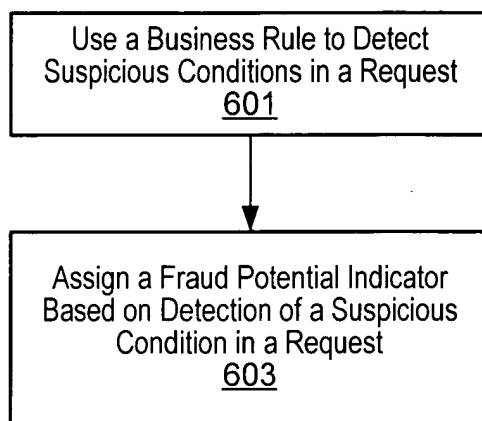 Use a Business Rule to Detect
Suspicious Conditions in a Request
601
Assign a Fraud Potential Indicator
Based on Detection of a Suspicious
Condition in a Request
603